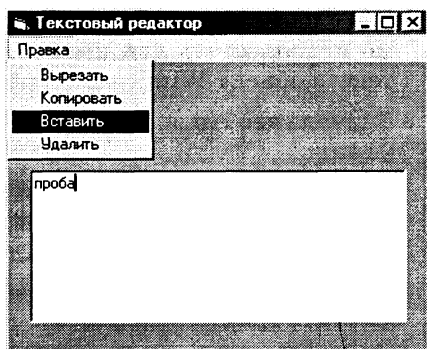 Текстовый редактор
Правка
Вырезать
Копировать
Вставить
Удалить
проба